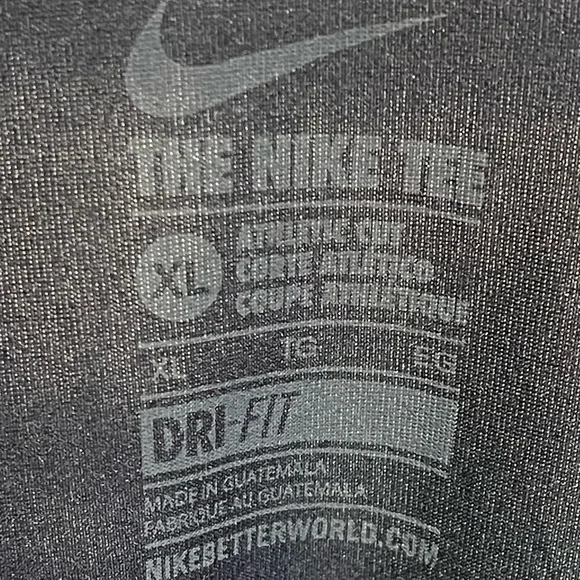 THE NIKE TEE
XL
ATHLETIC CUT
CORTE ATLÉTICO
COUPE ATHLÉTIQUE
XL 1G EG
DRI-FIT
MADE IN GUATEMALA
FABRIQUÉ AU GUATEMALA
NIKEBETTERWORLD.COM